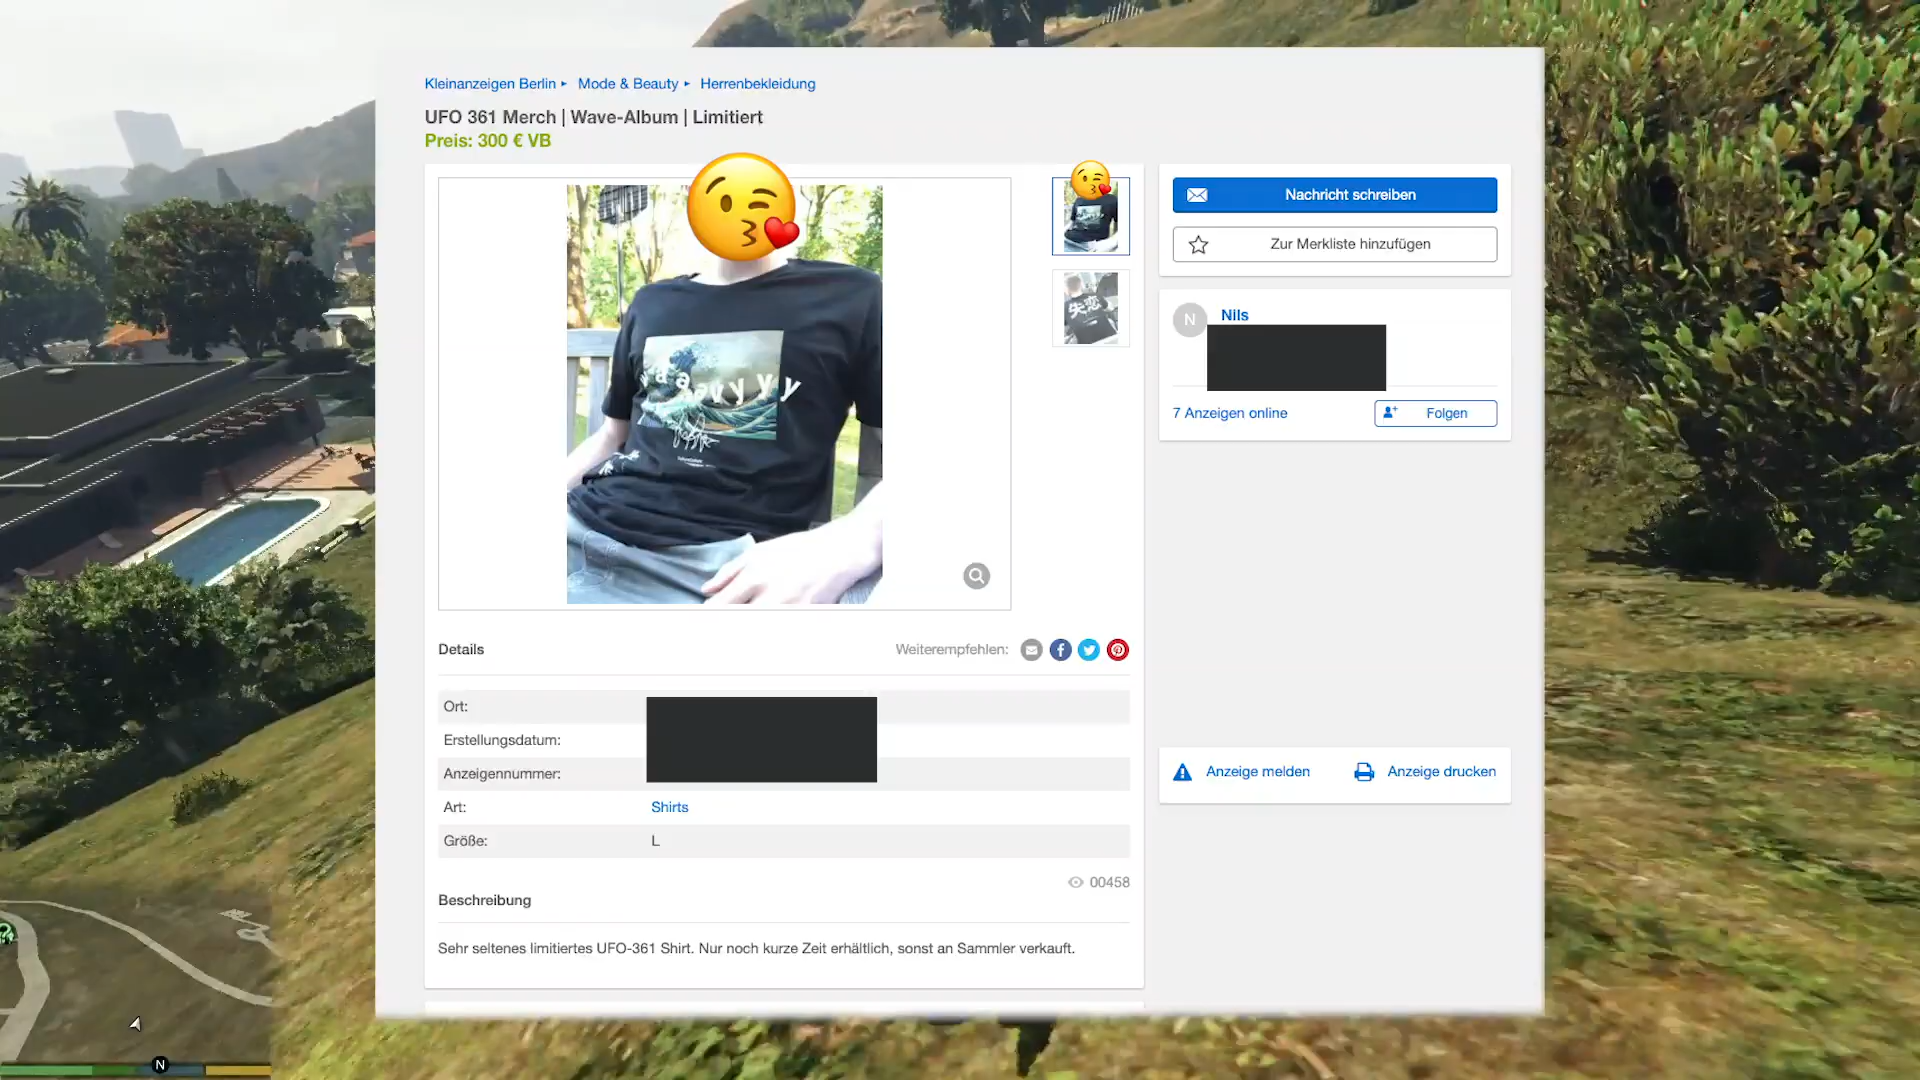 Kleinanzeigen Berlin ▸ Mode & Beauty ▸ Herrenbekleidung
UFO 361 Merch | Wave-Album | Limitiert
Preis: 300 € VB
Nachricht schreiben
Zur Merkliste hinzufügen
N
Nils
7 Anzeigen online
Folgen
失恋
Details
Weiterempfehlen:
Ort:
Erstellungsdatum:
Anzeigennummer:
Art: Shirts
Größe: L
Anzeige melden
Anzeige drucken
00458
Beschreibung
Sehr seltenes limitiertes UFO-361 Shirt. Nur noch kurze Zeit erhältlich, sonst an Sammler verkauft.
N